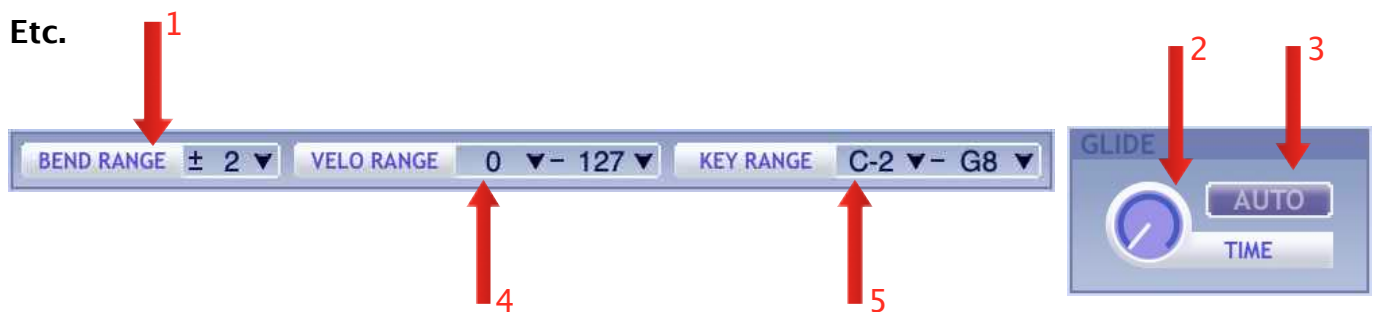 Etc.
1
2
3
BEND RANGE ± 2 ▼ VELO RANGE 0 ▼ – 127 ▼ KEY RANGE C-2 ▼ – G8 ▼
GLIDE
AUTO
TIME
4
5